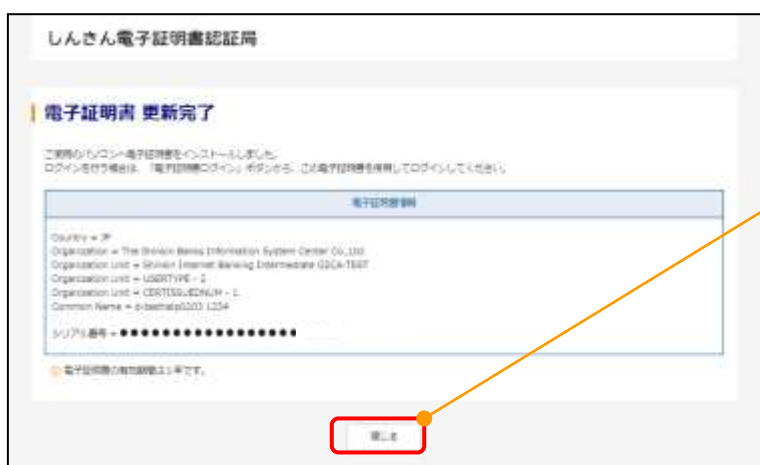 しんきん電子証明書認証局
電子証明書 更新完了
ご使用のパソコンへ電子証明書をインストールしました。
ログインを行う場合は、「電子証明書ログイン」ボタンから、この電子証明書を使用してログインしてください。
電子証明書情報
Country = JP
Organization = The Shinkin Banks Information System Center Co.,Ltd
Organization Unit = Shinkin Internet Banking Intermediate G2CA-TEST
Organization Unit = USERTYPE - 2
Organization Unit = CERTISSUEDNUM - 1
Common Name = 1234
シリアル番号 = ●●●●●●●●●●●●●●●●●
電子証明書の有効期間は1年です。
閉じる